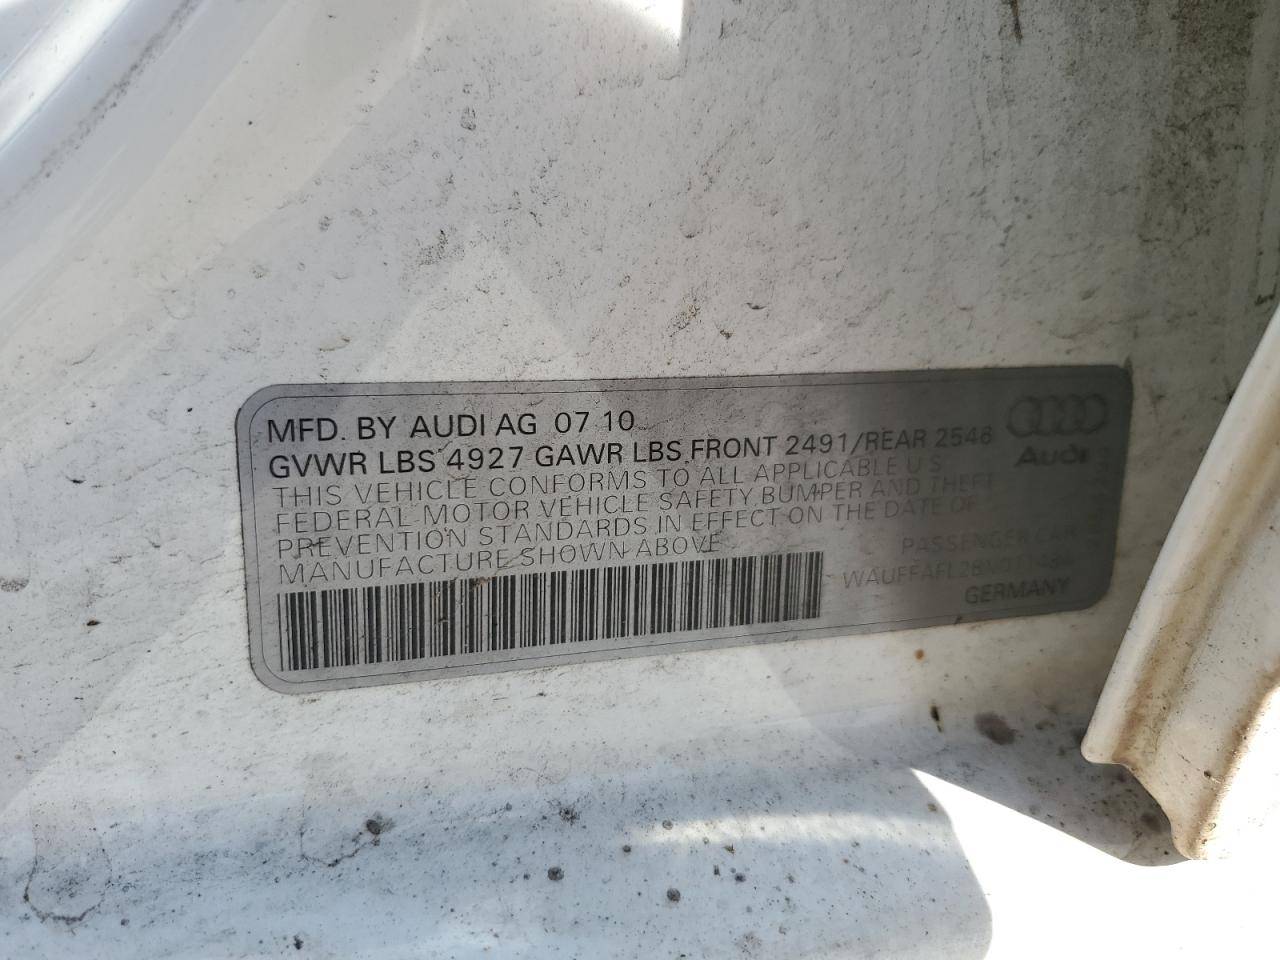 MFD. BY AUDI AG 07 10
GVWR LBS 4927 GAWR LBS FRONT 2491/REAR 2548
THIS VEHICLE CONFORMS TO ALL APPLICABLE U S
FEDERAL MOTOR VEHICLE SAFETY, BUMPER AND THEFT
PREVENTION STANDARDS IN EFFECT ON THE DATE OF
MANUFACTURE SHOWN ABOVE
Audi
PASSENGER CAR
GERMANY